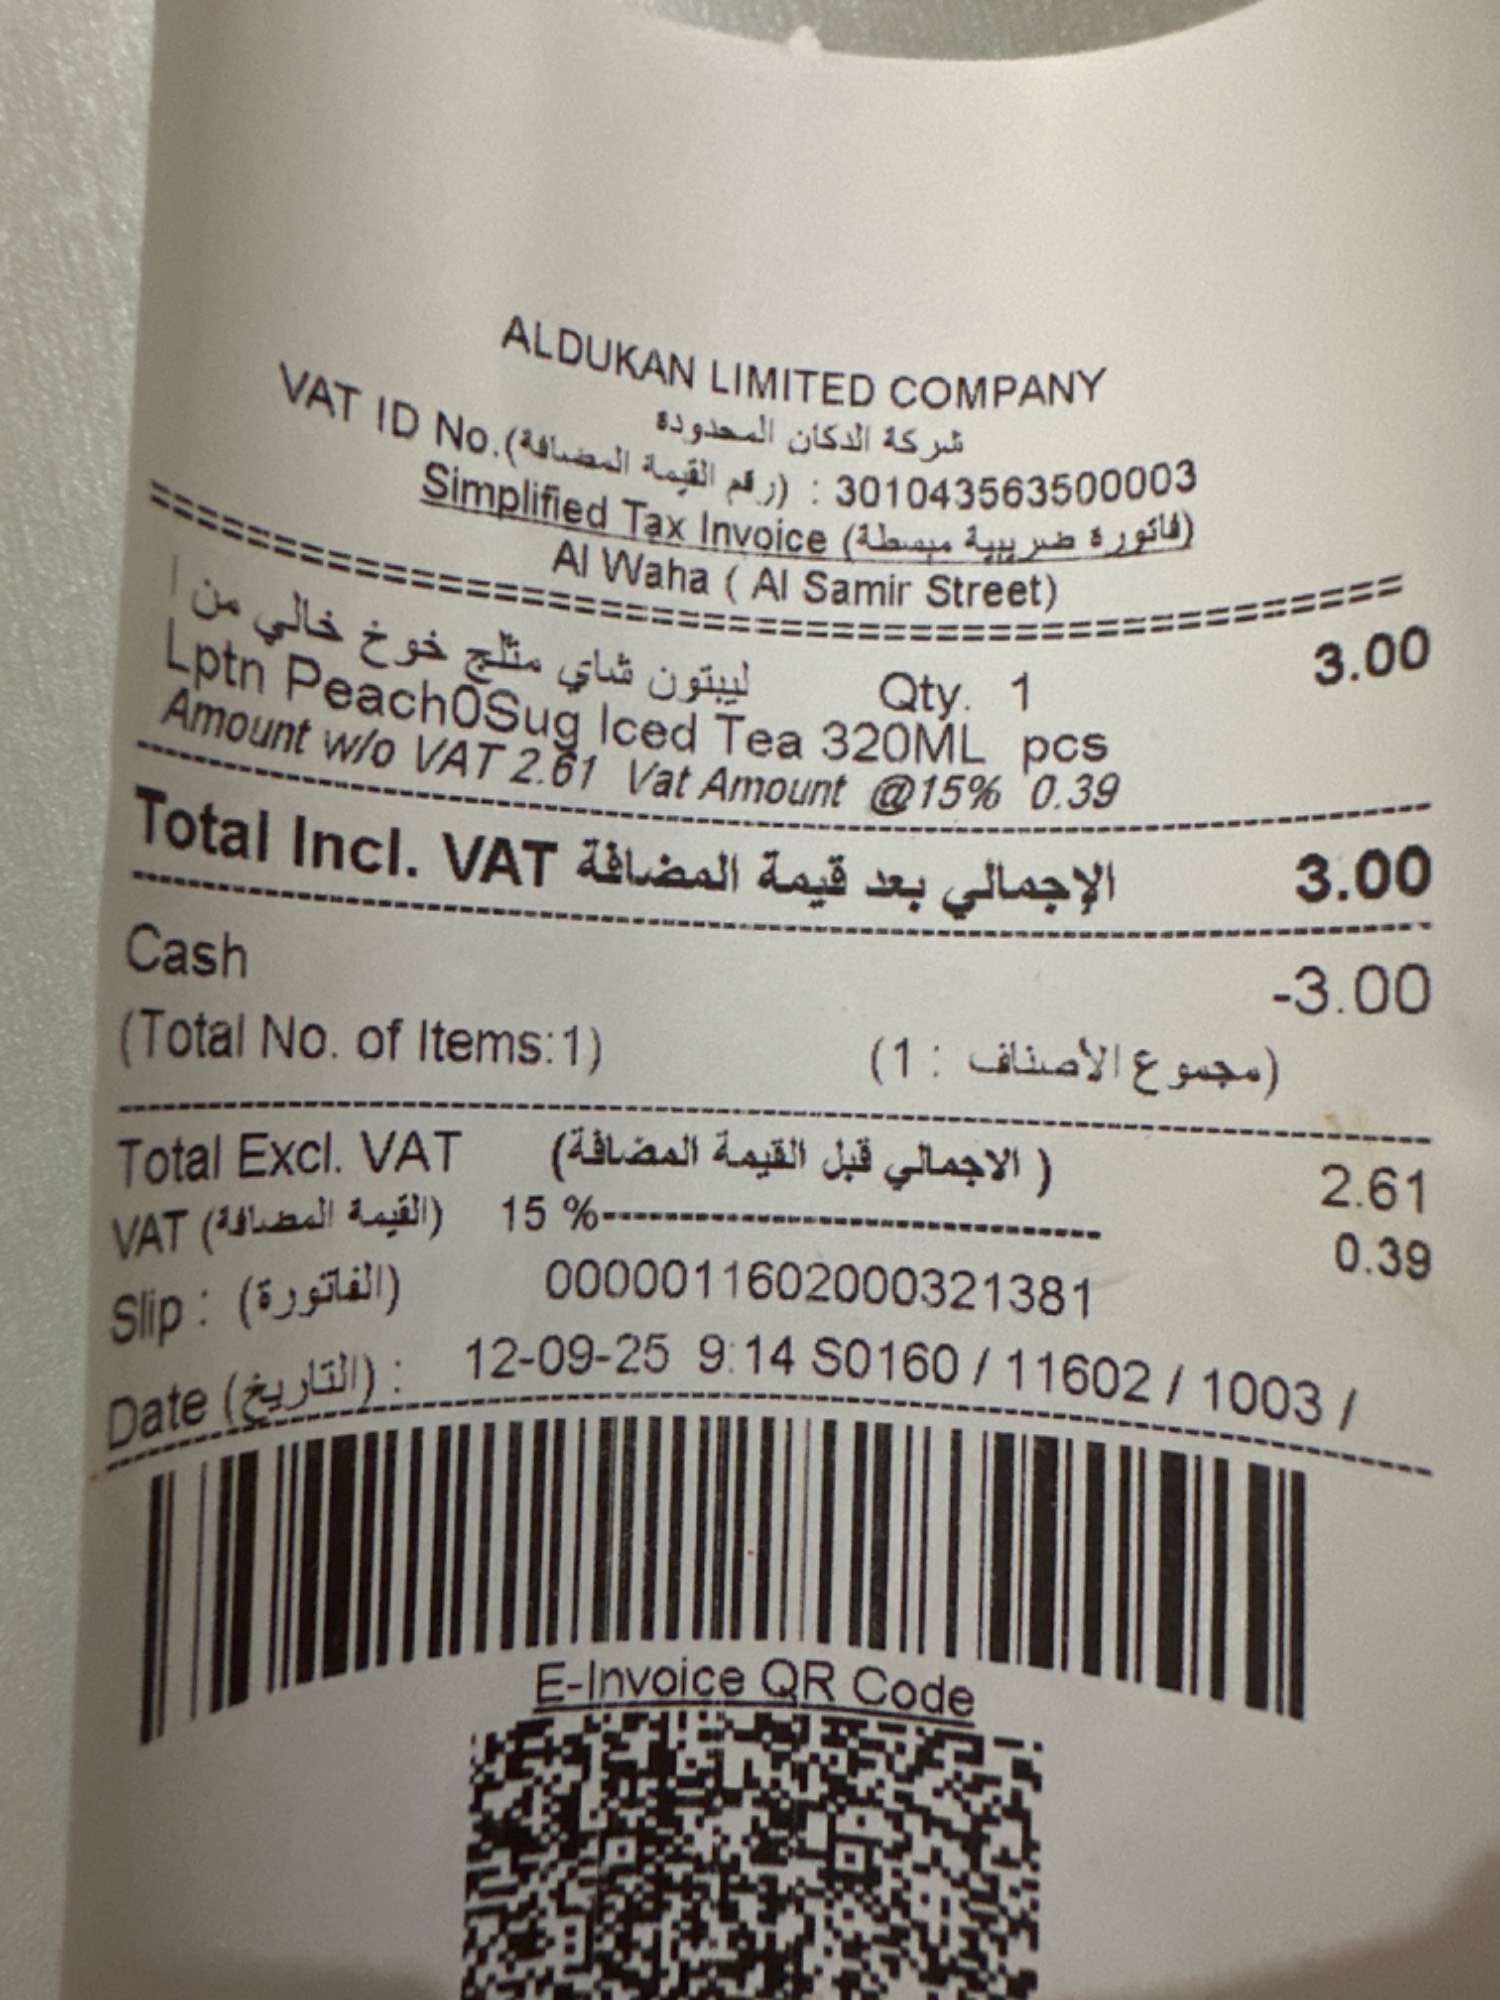 ALDUKAN LIMITED COMPANY
شركة الدكان المحدودة
VAT ID No.(رقم القيمة المضافة) : 301043563500003
Simplified Tax Invoice (فاتورة ضريبية مبسطة)
Al Waha ( Al Samir Street)
==================================================
ليبتون شاي مثلج خوخ خالي من ا Qty. 1 3.00
Lptn Peach0Sug Iced Tea 320ML pcs
Amount w/o VAT 2.61 Vat Amount @15% 0.39
Total Incl. VAT الإجمالي بعد قيمة المضافة 3.00
Cash -3.00
(Total No. of Items:1) (مجموع الأصناف : 1)
Total Excl. VAT ( الاجمالي قبل القيمة المضافة) 2.61
VAT (القيمة المضافة) 15 %------------------------------------ 0.39
Slip : (الفاتورة) 0000011602000321381
Date (التاريخ) : 12-09-25 9:14 S0160 / 11602 / 1003 /
E-Invoice QR Code